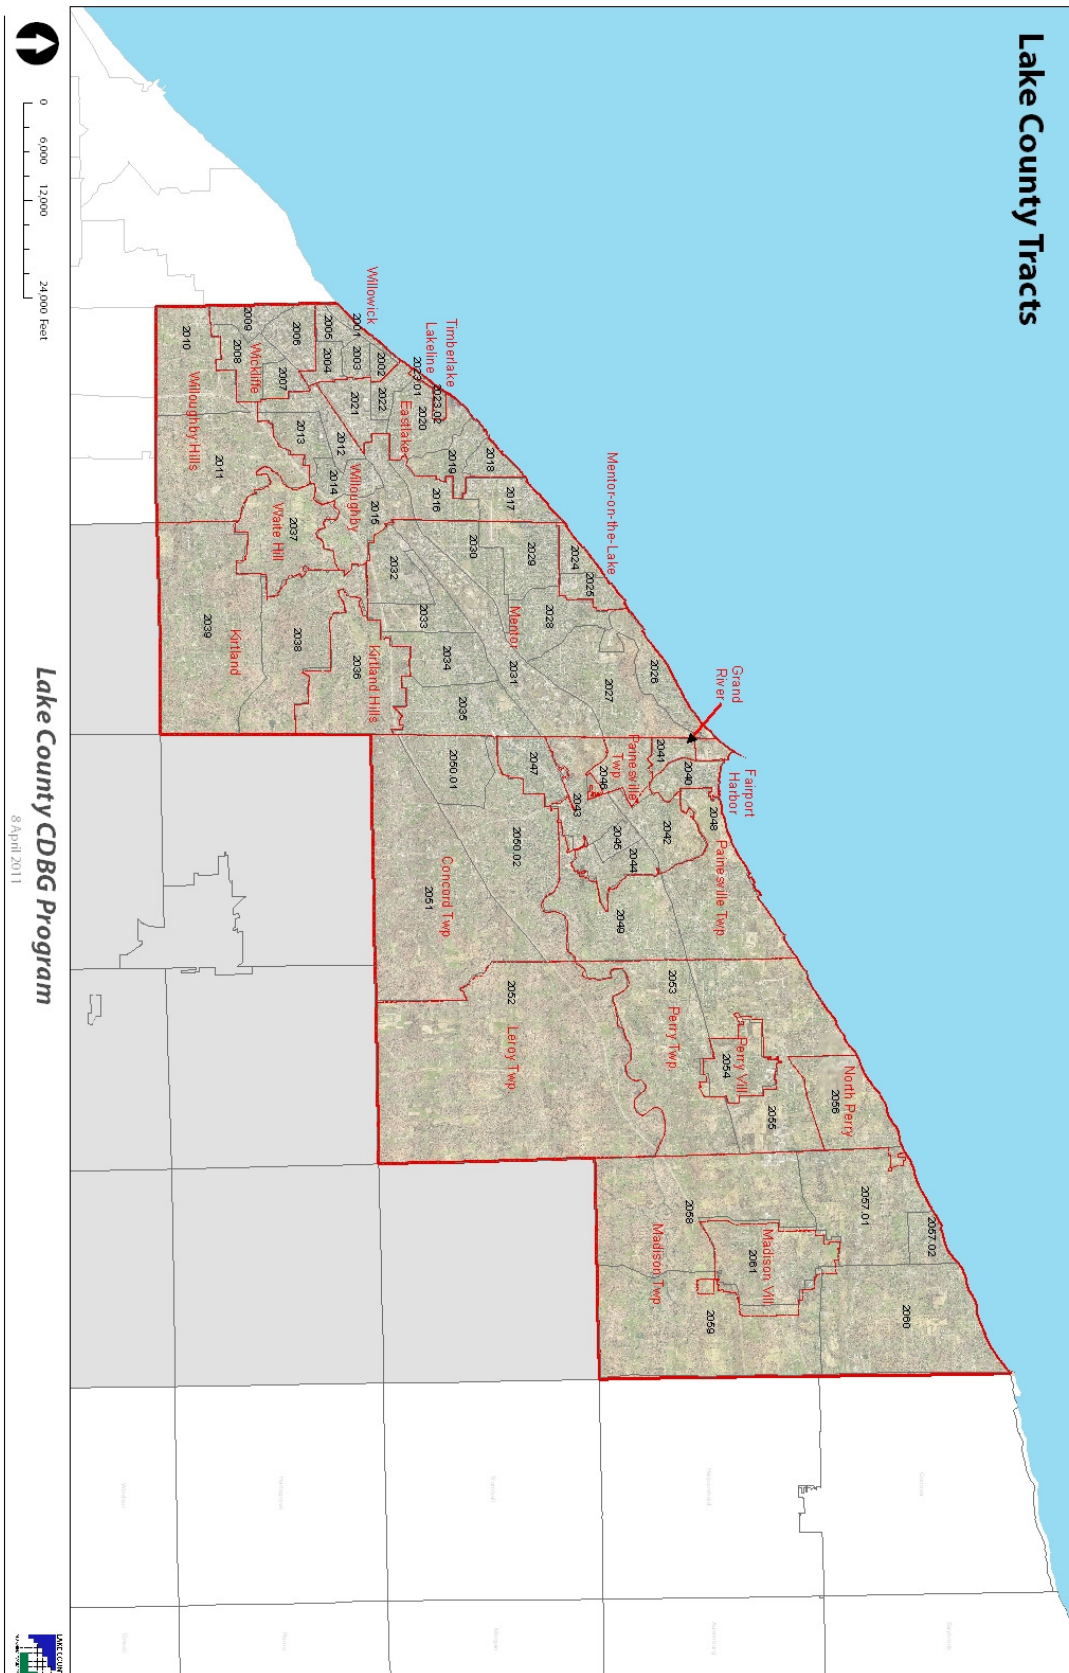 Lake County Tracts
Willowick
Timberlake
Lakeline
Mentor-on-the-Lake
Grand
River
Fairport
Harbor
Eastlake
Wickliffe
Willoughby Hills
Willoughby
Waite Hill
Mentor
Kirtland
Kirtland Hills
Painesville
Twp.
Painesville Twp.
Concord Twp.
Leroy Twp.
Perry Twp.
Perry Vill.
North Perry
Madison Vill.
Madison Twp.
2001
2002
2003
2004
2005
2006
2007
2008
2009
2010
2011
2012
2013
2014
2015
2016
2017
2018
2019
2020
2021
2022
2023.01
2023.02
2024
2025
2026
2027
2028
2029
2030
2031
2032
2033
2034
2035
2036
2037
2038
2039
2040
2041
2042
2043
2044
2045
2046
2047
2048
2049
2050.01
2050.02
2051
2052
2053
2054
2055
2056
2057.01
2057.02
2058
2059
2060
2061
0 6,000 12,000 24,000 Feet
Lake County CDBG Program
8 April 2011